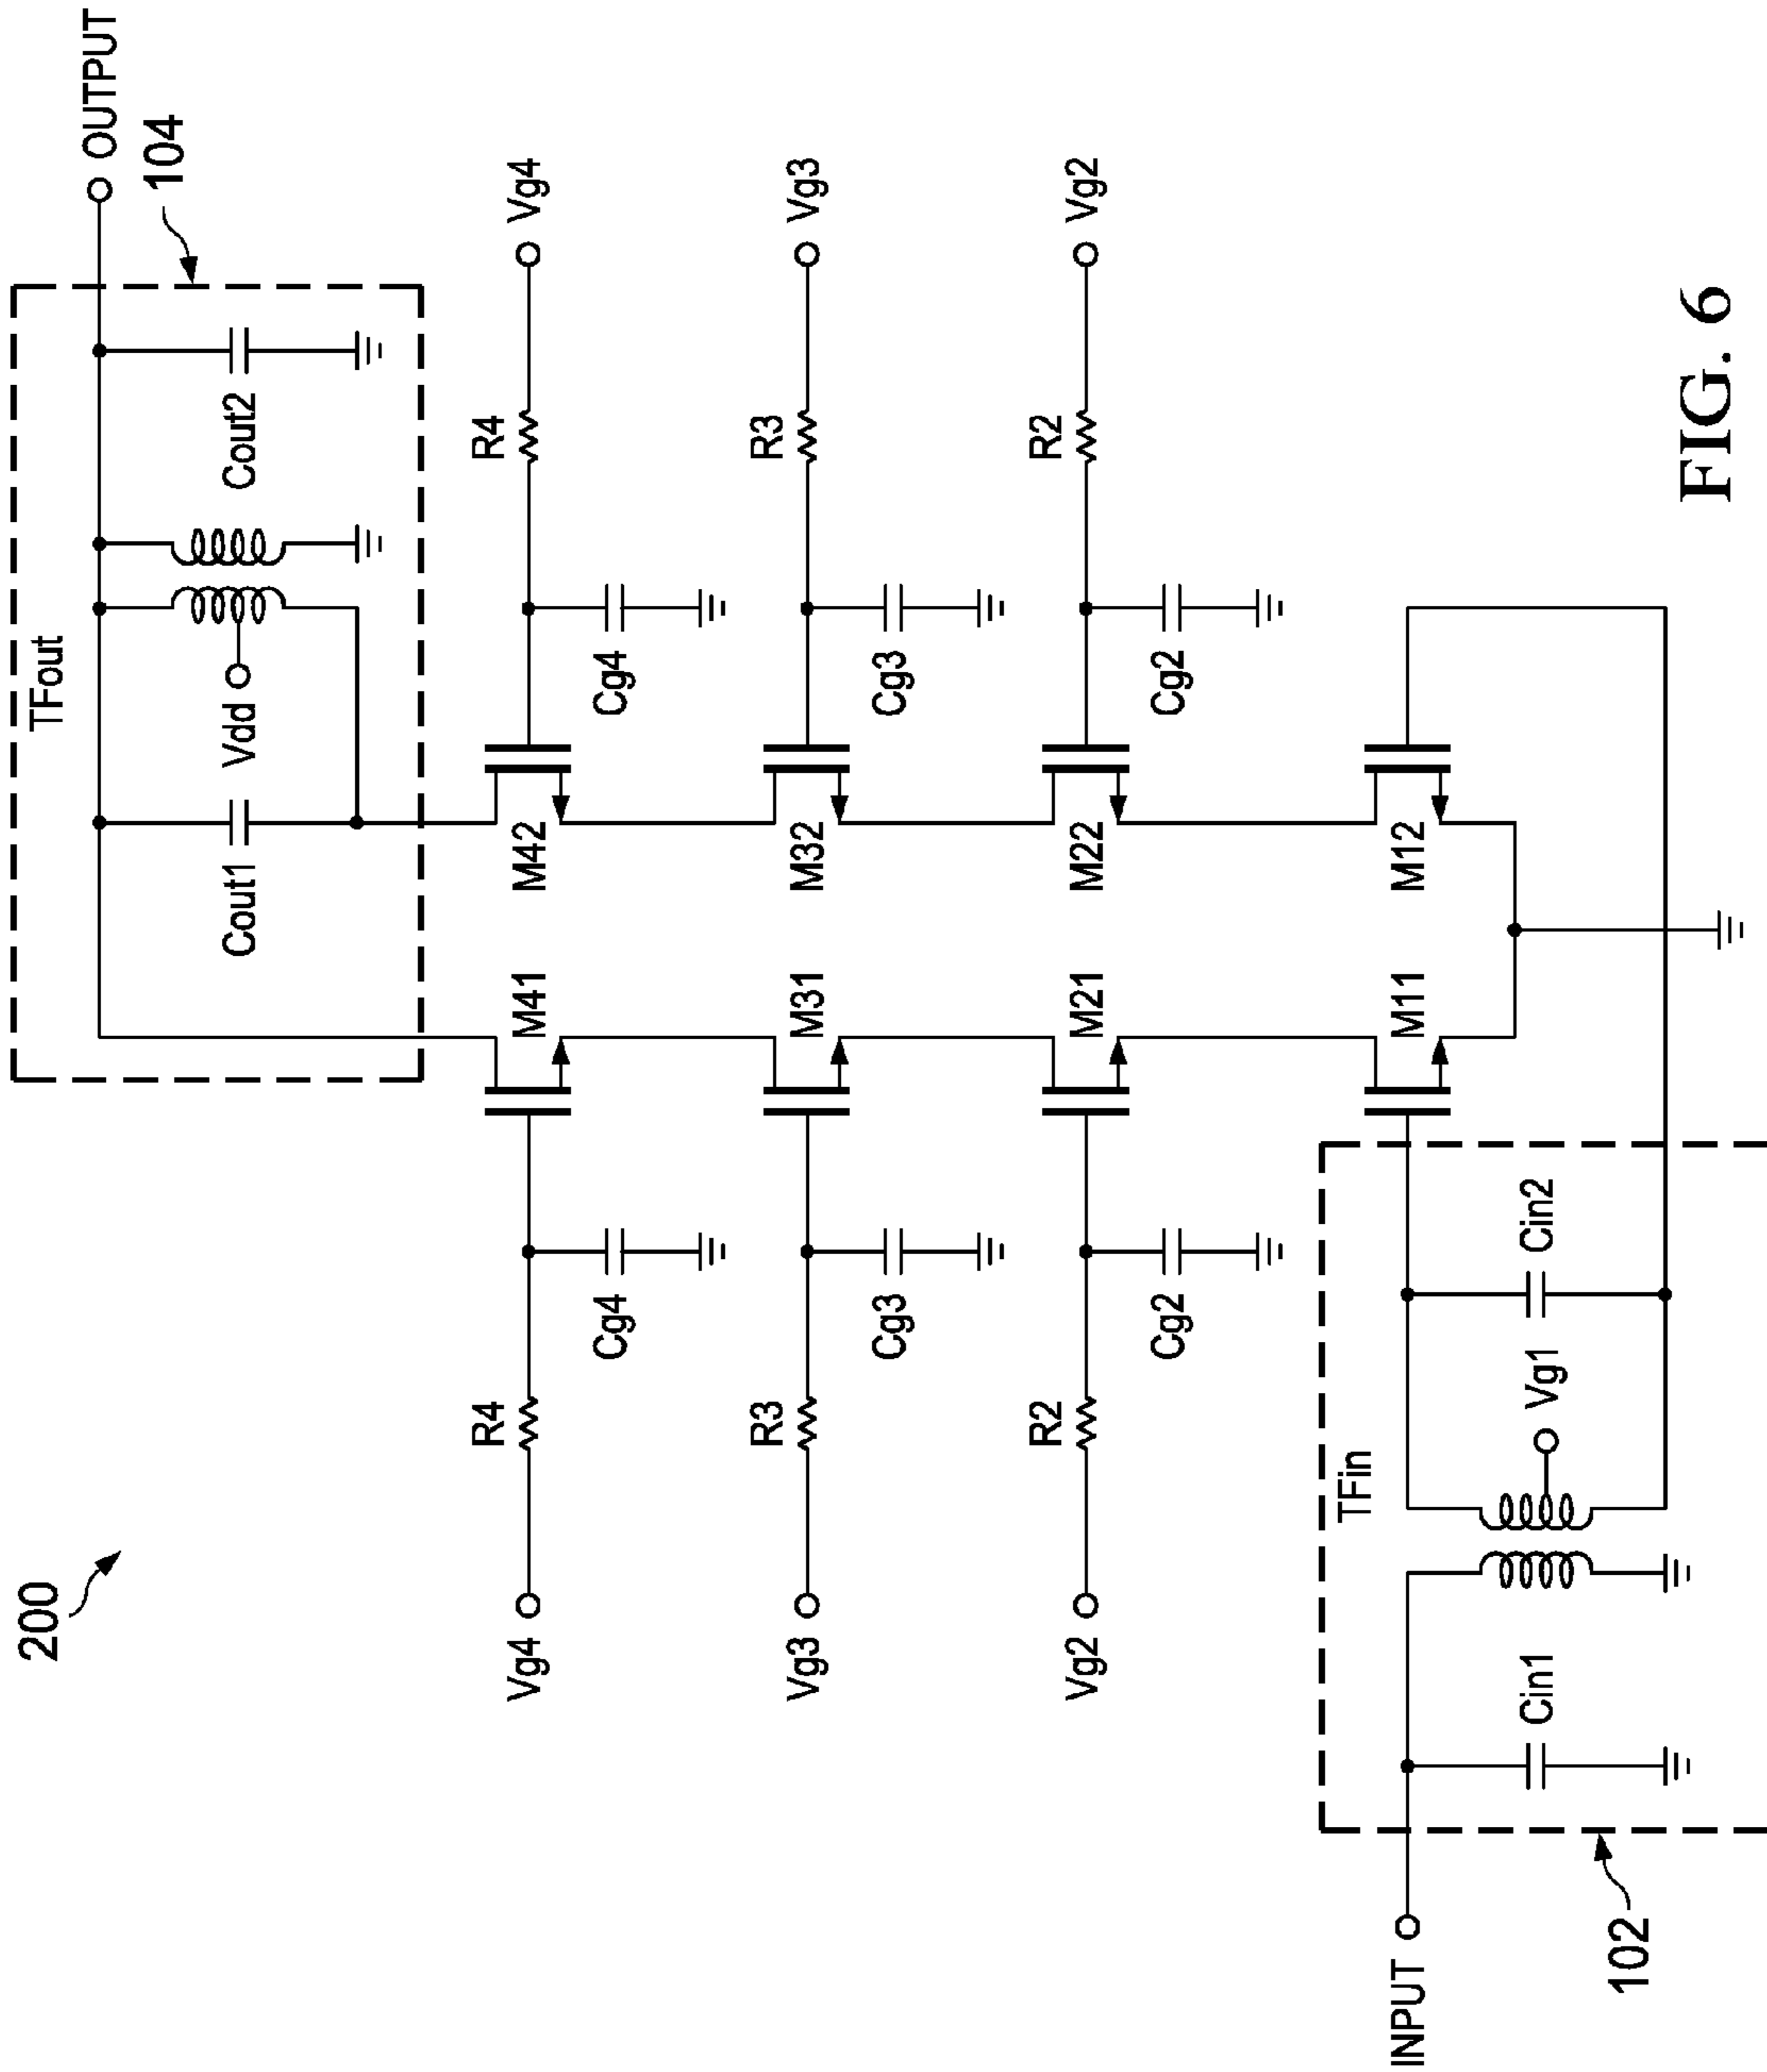 200
TFout
OUTPUT
104
Cout1
Vdd
Cout2
Vg4
R4
Cg4
M41
M42
Cg4
R4
Vg4
Vg3
R3
Cg3
M31
M32
Cg3
R3
Vg3
Vg2
R2
Cg2
M21
M22
Cg2
R2
Vg2
TFin
INPUT
Cin1
Vg1
Cin2
M11
M12
102
FIG. 6